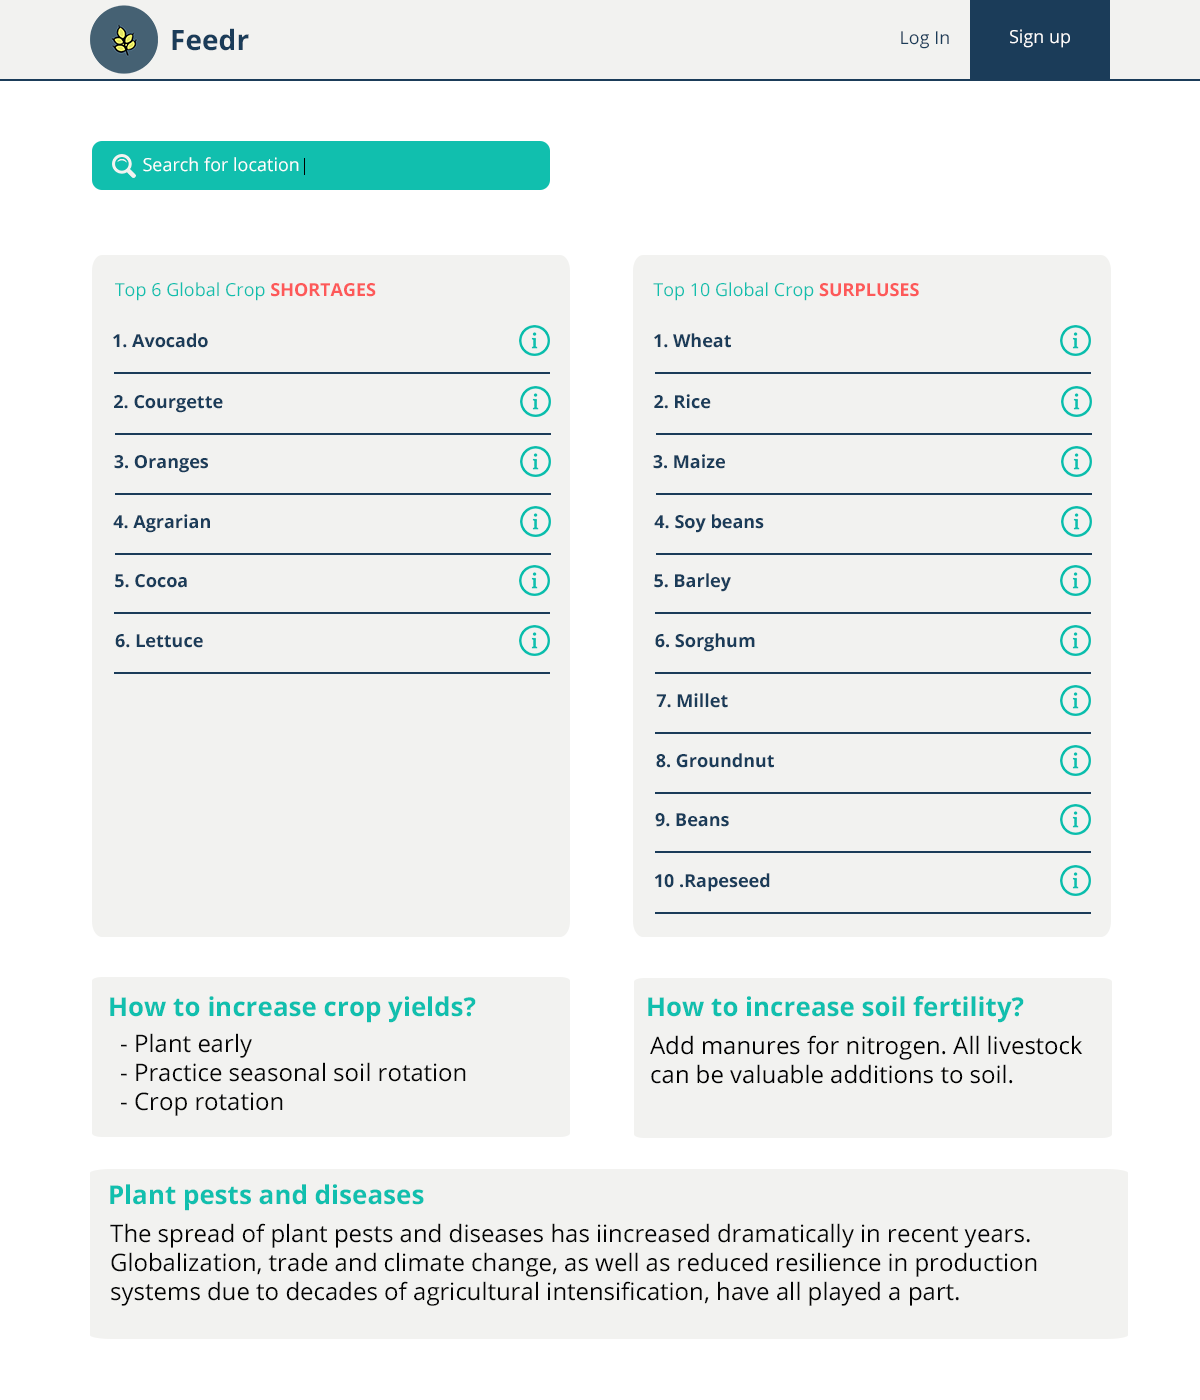 Feedr
Log In
Sign up
Search for location
Top 6 Global Crop SHORTAGES
1. Avocado
2. Courgette
3. Oranges
4. Agrarian
5. Cocoa
6. Lettuce
Top 10 Global Crop SURPLUSES
1. Wheat
2. Rice
3. Maize
4. Soy beans
5. Barley
6. Sorghum
7. Millet
8. Groundnut
9. Beans
10 .Rapeseed
How to increase crop yields?
- Plant early
- Practice seasonal soil rotation
- Crop rotation
How to increase soil fertility?
Add manures for nitrogen. All livestock
can be valuable additions to soil.
Plant pests and diseases
The spread of plant pests and diseases has iincreased dramatically in recent years.
Globalization, trade and climate change, as well as reduced resilience in production
systems due to decades of agricultural intensification, have all played a part.